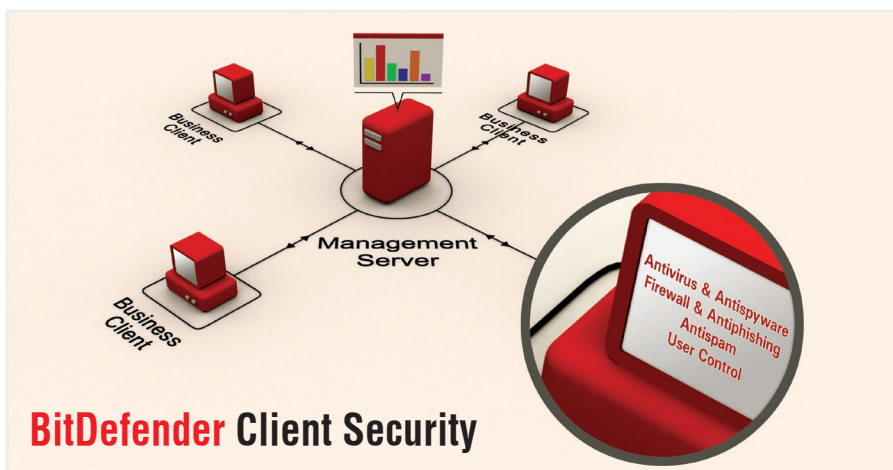 Business
Client
Business
Client
Management
Server
Business
Client
Antivirus & Antispyware
Firewall & Antiphishing
Antispam
User Control
BitDefender Client Security